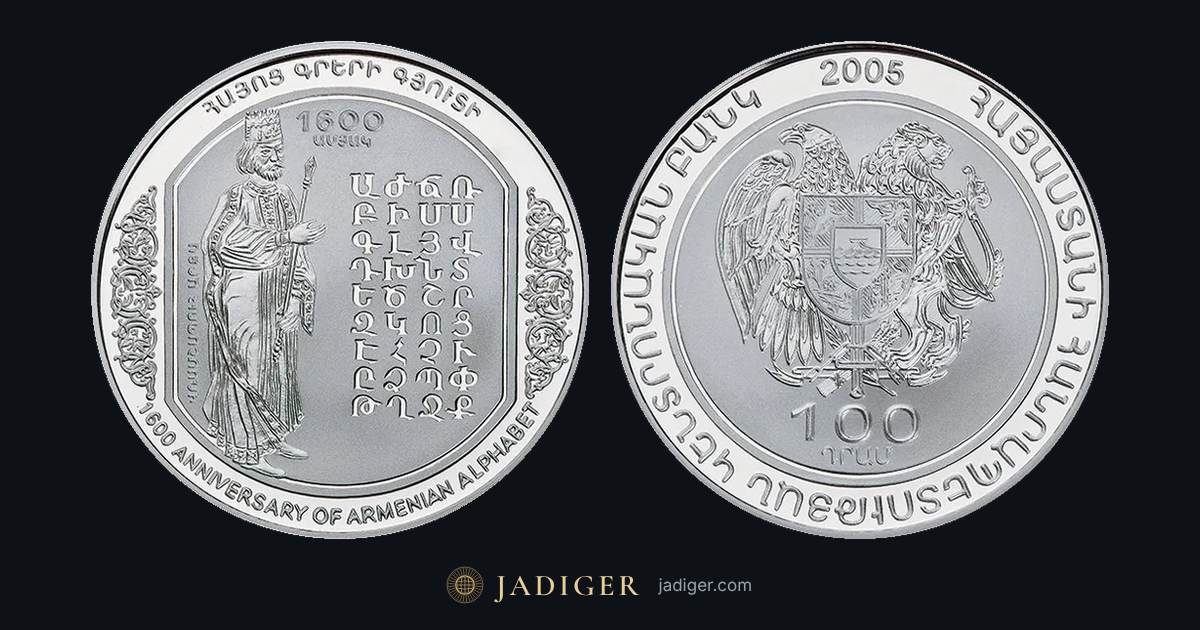 ՀԱՅՈՑ ԳՐԵՐԻ ԳՅՈՒՏԻ
1600
ԱՄՅԱԿ
Ա Ժ Ճ Ռ
Բ Ի Մ Ս
Գ Լ Յ Վ
Դ Խ Ն Տ
Ե Ծ Շ Ր
Զ Կ Ո Ց
Է Հ Չ Ւ
Ը Ձ Պ Փ
Թ Ղ Ջ Ք
1600 ANNIVERSARY OF ARMENIAN ALPHABET
2005
ՀԱՅԱՍՏԱՆԻ ՀԱՆՐԱՊԵՏՈՒԹՅԱՆ ԿԵՆՏՐՈՆԱԿԱՆ ԲԱՆԿ
100
ԴՐԱՄ
JADIGER
jadiger.com